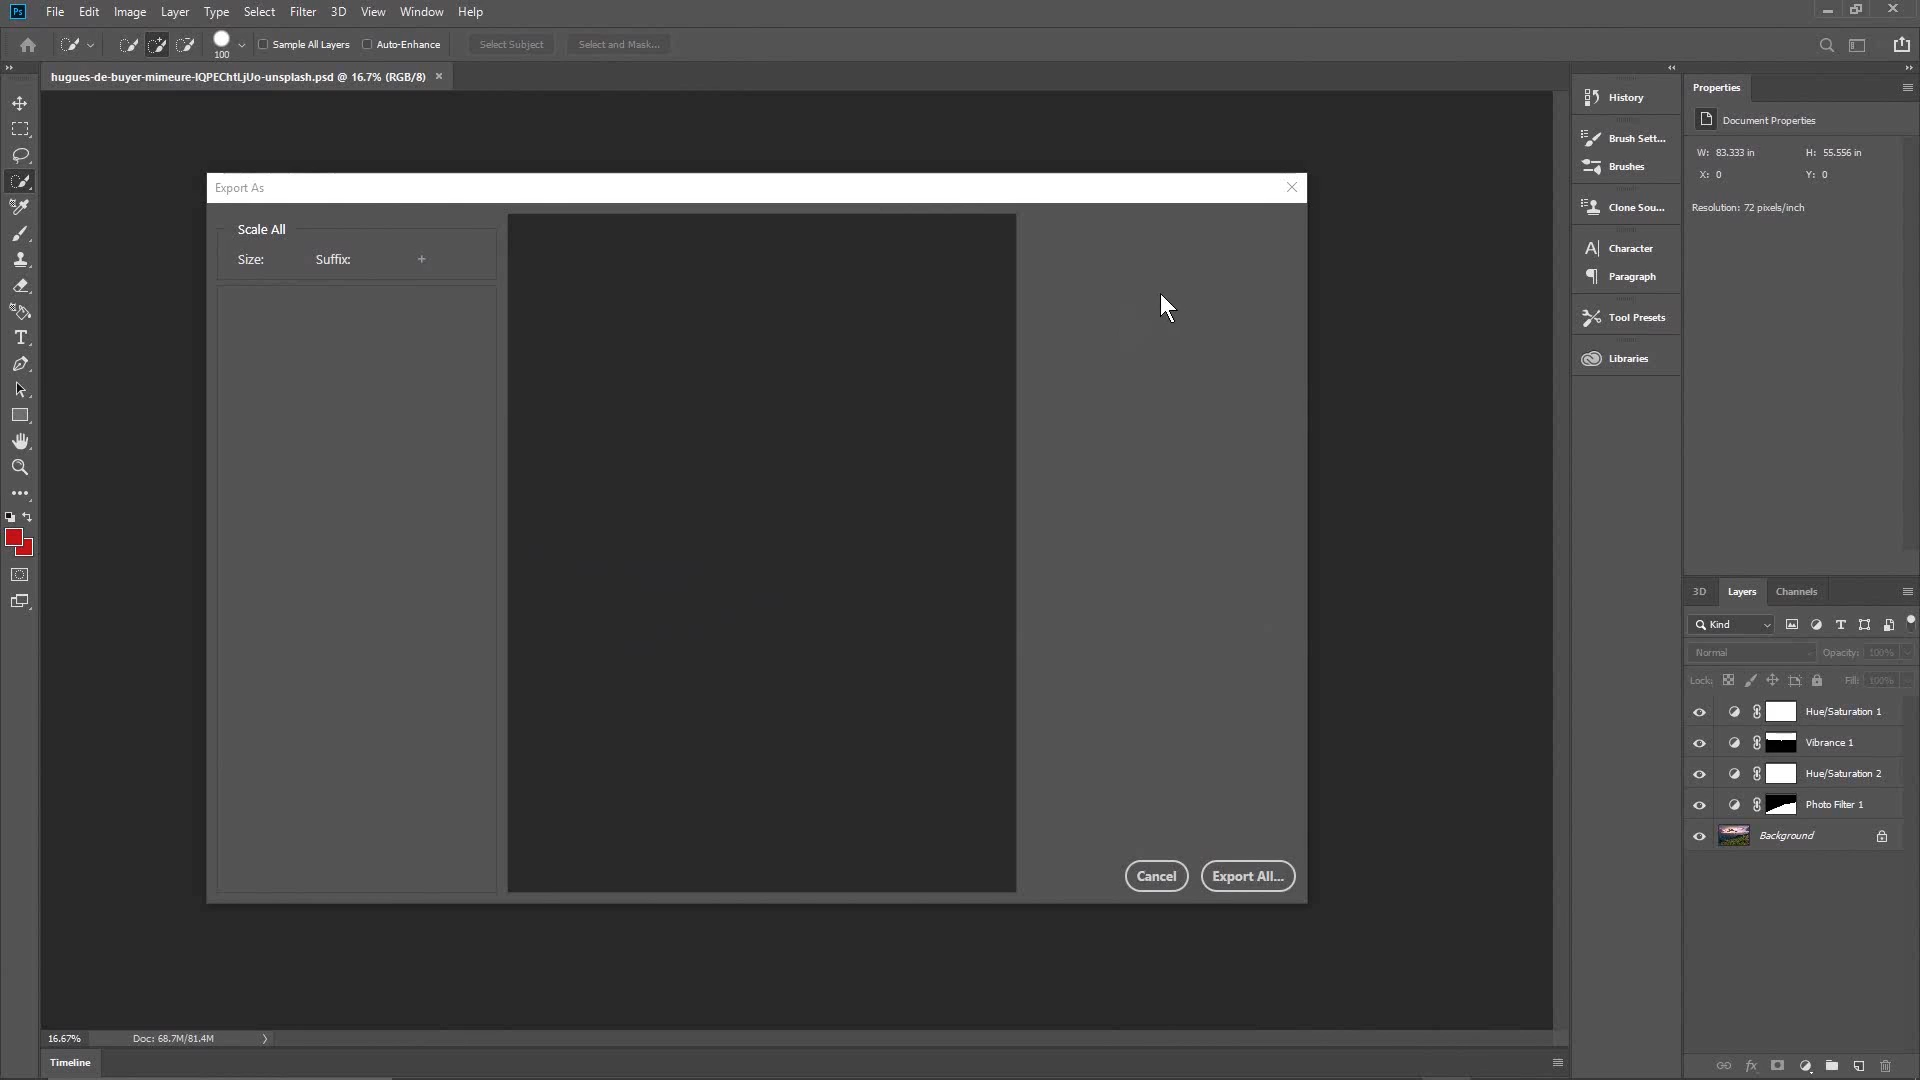 Ps File Edit Image Layer Type Select Filter 3D View Window Help
100 Sample All Layers Auto-Enhance Select Subject Select and Mask...
hugues-de-buyer-mimeure-lQPEChtLjUo-unsplash.psd @ 16.7% (RGB/8)
Export As
Scale All
Size: Suffix: +
Cancel Export All...
16.67% Doc: 68.7M/81.4M
Timeline
History
Brush Sett...
Brushes
Clone Sou...
Character
Paragraph
Tool Presets
Libraries
Properties
Document Properties
W: 83.333 in H: 55.556 in
X: 0 Y: 0
Resolution: 72 pixels/inch
3D Layers Channels
Kind
Normal Opacity: 100%
Lock: Fill: 100%
Hue/Saturation 1
Vibrance 1
Hue/Saturation 2
Photo Filter 1
Background
fx